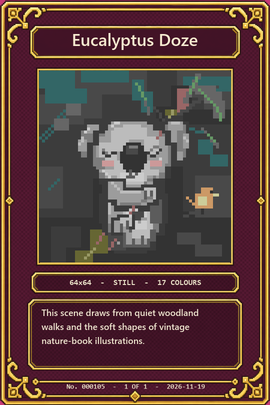 Eucalyptus Doze
64x64 - STILL - 17 COLOURS
This scene draws from quiet woodland
walks and the soft shapes of vintage
nature-book illustrations.
No. 000105 - 1 OF 1 - 2026-11-19